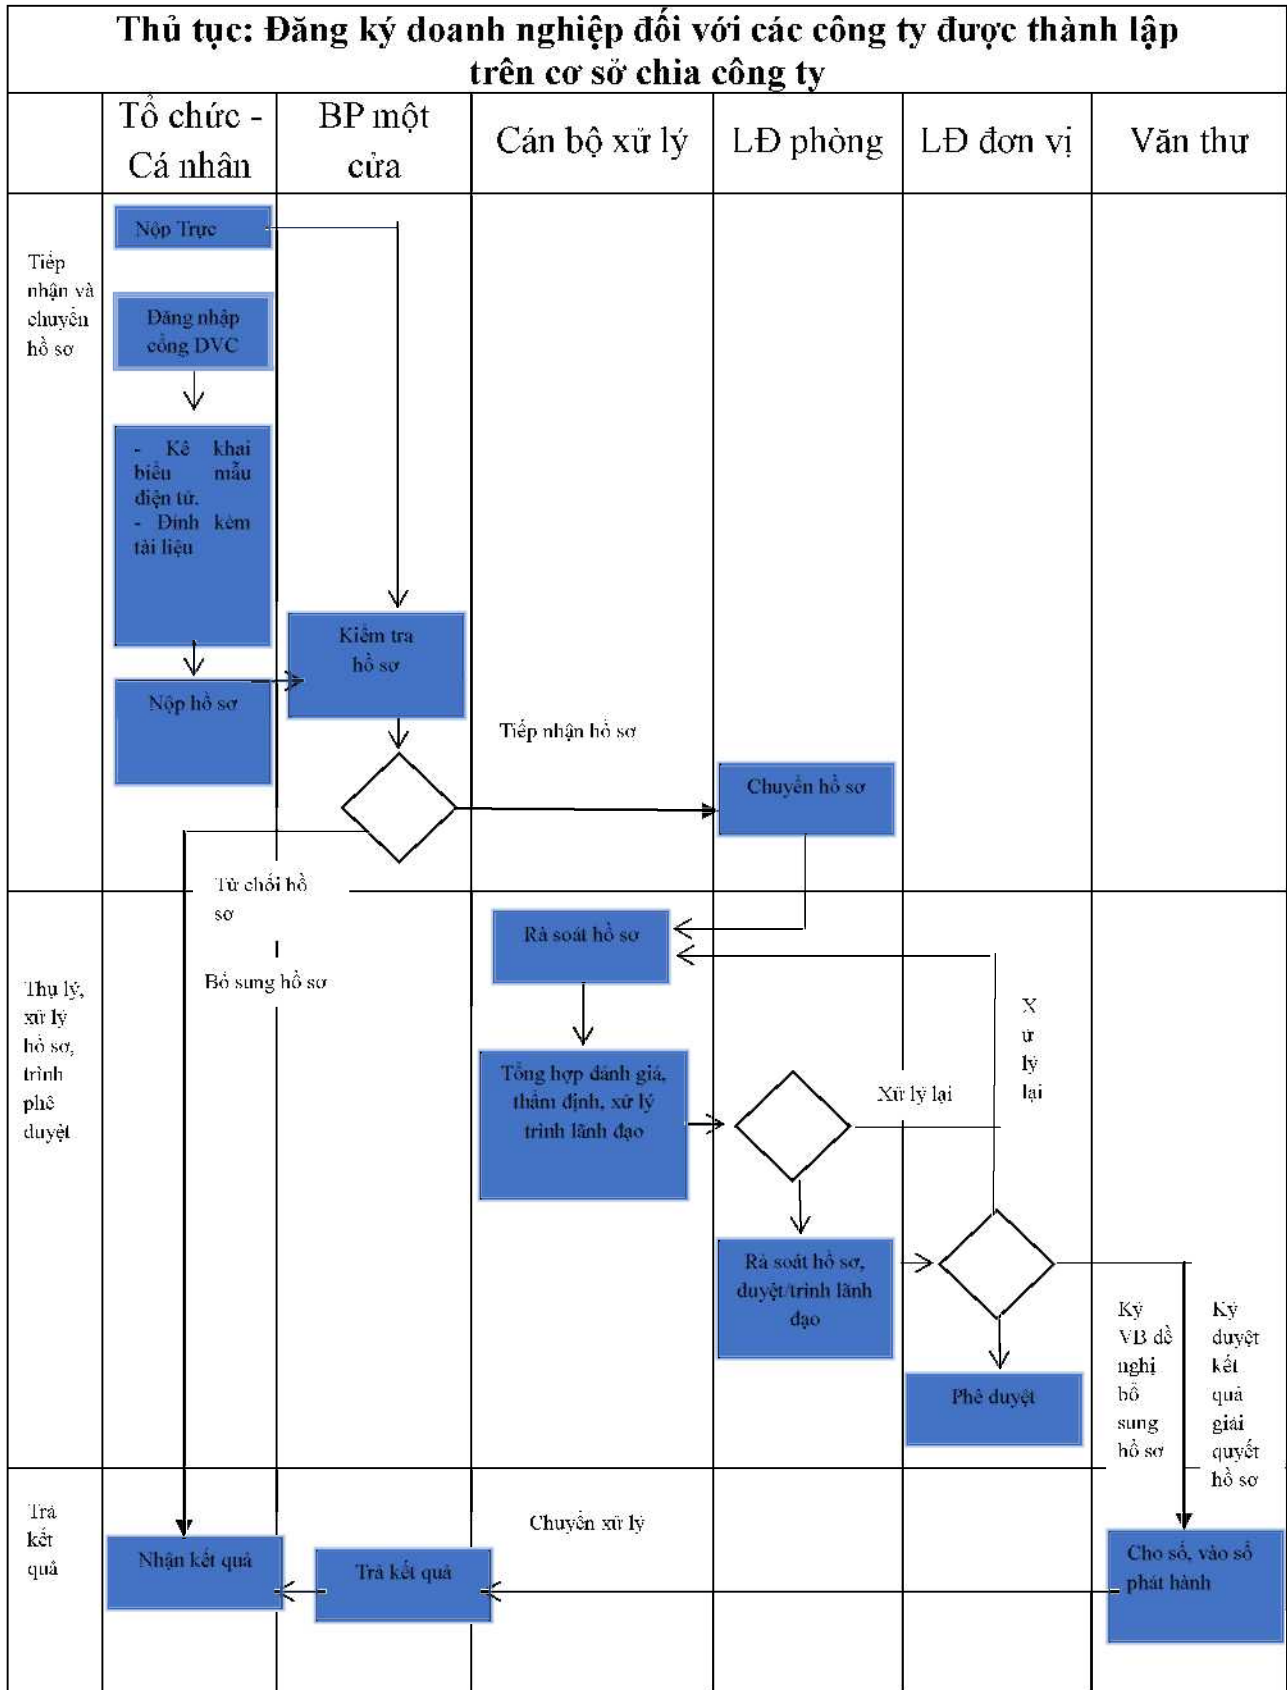 Thủ tục: Đăng ký doanh nghiệp đối với các công ty được thành lập
trên cơ sở chia công ty
Tổ chức -
Cá nhân
BP một
cửa
Cán bộ xử lý
LĐ phòng
LĐ đơn vị
Văn thư
Tiếp
nhận và
chuyển
hồ sơ
Nộp Trực
Đăng nhập
cổng DVC
- Kê khai
biểu mẫu
điện tử.
- Đính kèm
tài liệu
Nộp hồ sơ
Kiểm tra
hồ sơ
Tiếp nhận hồ sơ
Chuyển hồ sơ
Từ chối hồ
sơ
Bổ sung hồ sơ
Thụ lý,
xử lý
hồ sơ,
trình
phê
duyệt
Rà soát hồ sơ
Tổng hợp đánh giá,
thẩm định, xử lý
trình lãnh đạo
Xử lý lại
X
ử
lý
lại
Rà soát hồ sơ,
duyệt/trình lãnh
đạo
Phê duyệt
Ký
VB đề
nghị
bổ
sung
hồ sơ
Ký
duyệt
kết
quả
giải
quyết
hồ sơ
Trả
kết
quả
Nhận kết quả
Trả kết quả
Chuyển xử lý
Cho số, vào sổ
phát hành